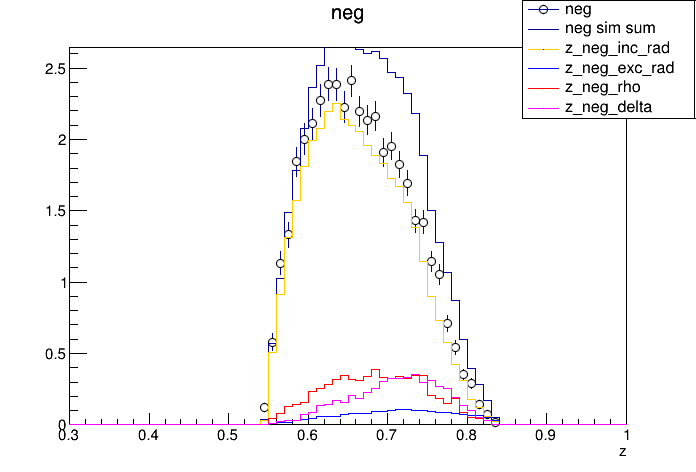 neg
neg
neg sim sum
z_neg_inc_rad
z_neg_exc_rad
z_neg_rho
z_neg_delta
2.5
2
1.5
1
0.5
0
0.3 0.4 0.5 0.6 0.7 0.8 0.9 1
z